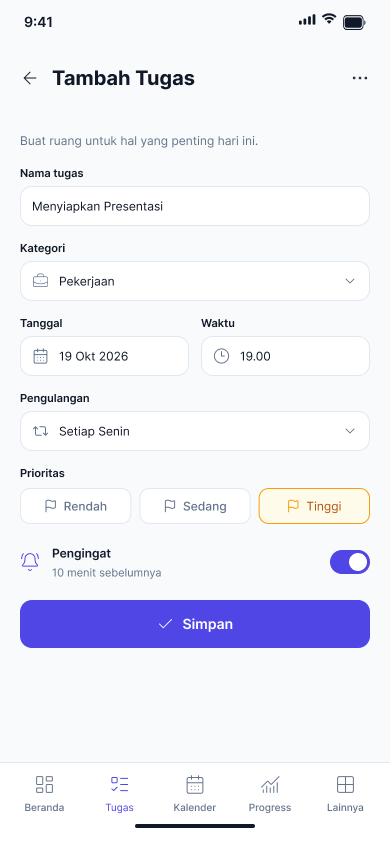 9:41
Tambah Tugas
Buat ruang untuk hal yang penting hari ini.
Nama tugas
Menyiapkan Presentasi
Kategori
Pekerjaan
Tanggal
Waktu
19 Okt 2026
19.00
Pengulangan
Setiap Senin
Prioritas
Rendah
Sedang
Tinggi
Pengingat
10 menit sebelumnya
Simpan
Beranda
Tugas
Kalender
Progress
Lainnya